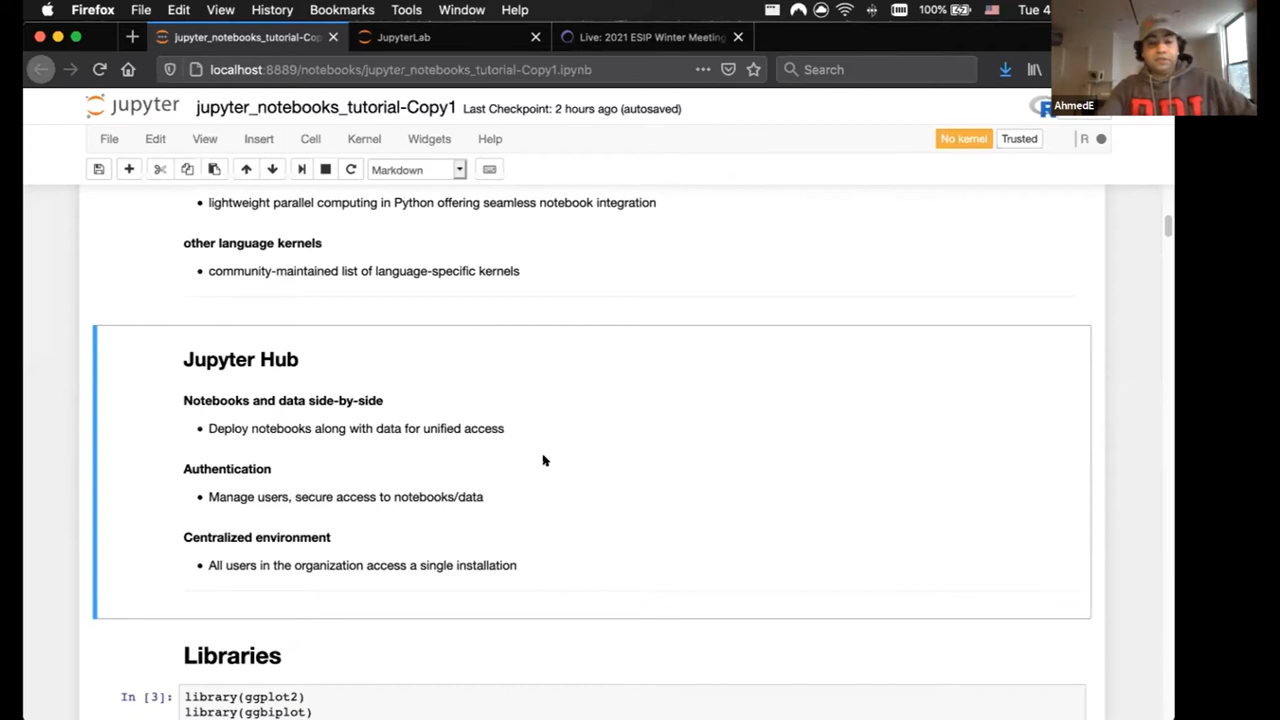 Firefox File Edit View History Bookmarks Tools Window Help 100% Tue 4
jupyter_notebooks_tutorial-Cop JupyterLab Live: 2021 ESIP Winter Meeting
localhost:8889/notebooks/jupyter_notebooks_tutorial-Copy1.ipynb Search
AhmedE
jupyter jupyter_notebooks_tutorial-Copy1 Last Checkpoint: 2 hours ago (autosaved)
File Edit View Insert Cell Kernel Widgets Help No kernel Trusted R
Markdown
• lightweight parallel computing in Python offering seamless notebook integration
other language kernels
• community-maintained list of language-specific kernels
Jupyter Hub
Notebooks and data side-by-side
• Deploy notebooks along with data for unified access
Authentication
• Manage users, secure access to notebooks/data
Centralized environment
• All users in the organization access a single installation
Libraries
In [3]: library(ggplot2)
library(ggbiplot)